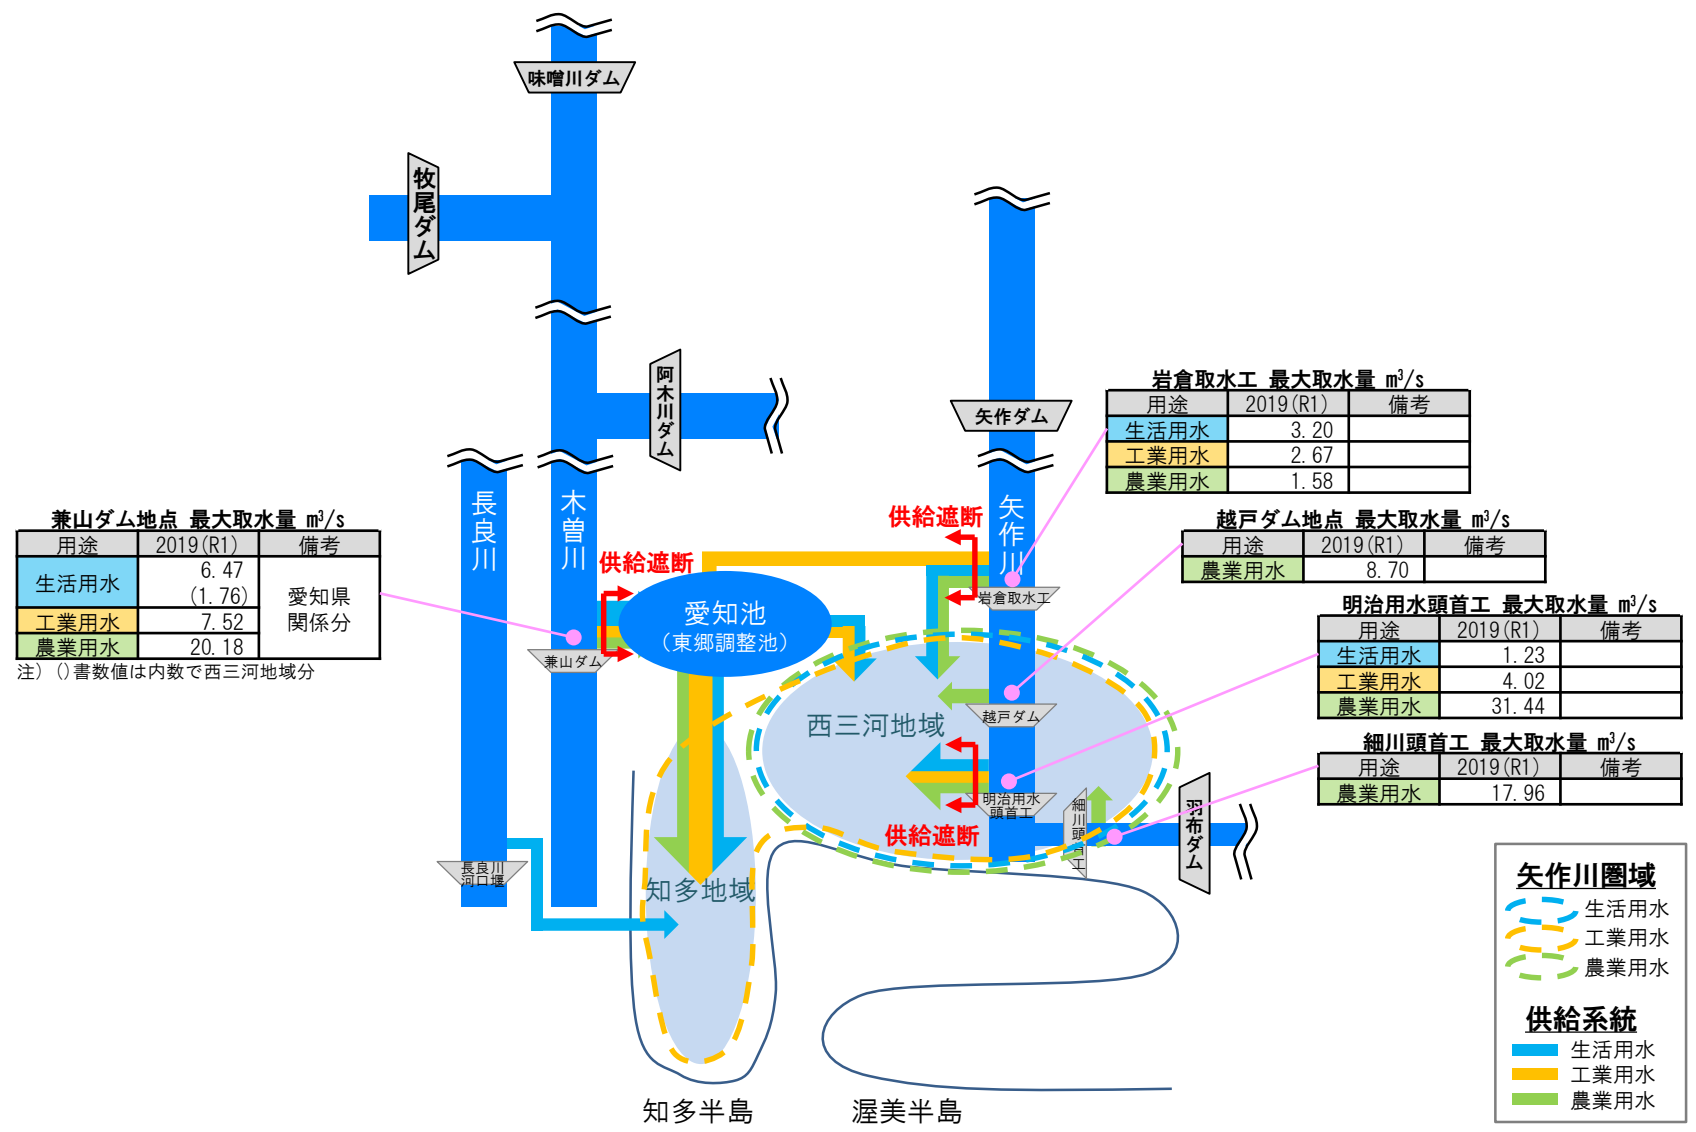 味噌川ダム
牧尾ダム
阿木川ダム
矢作ダム
長良川
木曽川
矢作川
岩倉取水工 最大取水量 m³/s
用途 2019(R1) 備考
生活用水 3.20
工業用水 2.67
農業用水 1.58
兼山ダム地点 最大取水量 m³/s
用途 2019(R1) 備考
生活用水 6.47
(1.76)
工業用水 7.52
農業用水 20.18
愛知県
関係分
注) ()書数値は内数で西三河地域分
越戸ダム地点 最大取水量 m³/s
用途 2019(R1) 備考
農業用水 8.70
明治用水頭首工 最大取水量 m³/s
用途 2019(R1) 備考
生活用水 1.23
工業用水 4.02
農業用水 31.44
細川頭首工 最大取水量 m³/s
用途 2019(R1) 備考
農業用水 17.96
供給遮断
供給遮断
愛知池
(東郷調整池)
兼山ダム
岩倉取水工
越戸ダム
西三河地域
明治用水
頭首工
供給遮断
細川頭首工
羽布ダム
長良川
河口堰
知多地域
知多半島
渥美半島
矢作川圏域
生活用水
工業用水
農業用水
供給系統
生活用水
工業用水
農業用水